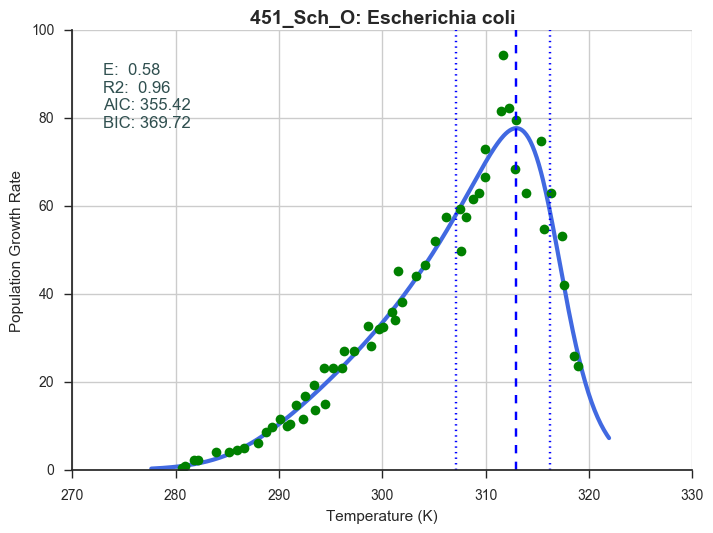 451_Sch_O: Escherichia coli
E:  0.58
R2:  0.96
AIC: 355.42
BIC: 369.72
Population Growth Rate
100
80
60
40
20
0
270 280 290 300 310 320 330
Temperature (K)